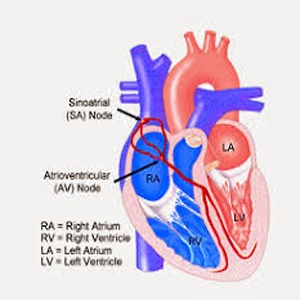 Sinoatrial
(SA) Node
LA
Atrioventricular
(AV) Node
RA
LV
RV
RA = Right Atrium
RV = Right Ventricle
LA = Left Atrium
LV = Left Ventricle